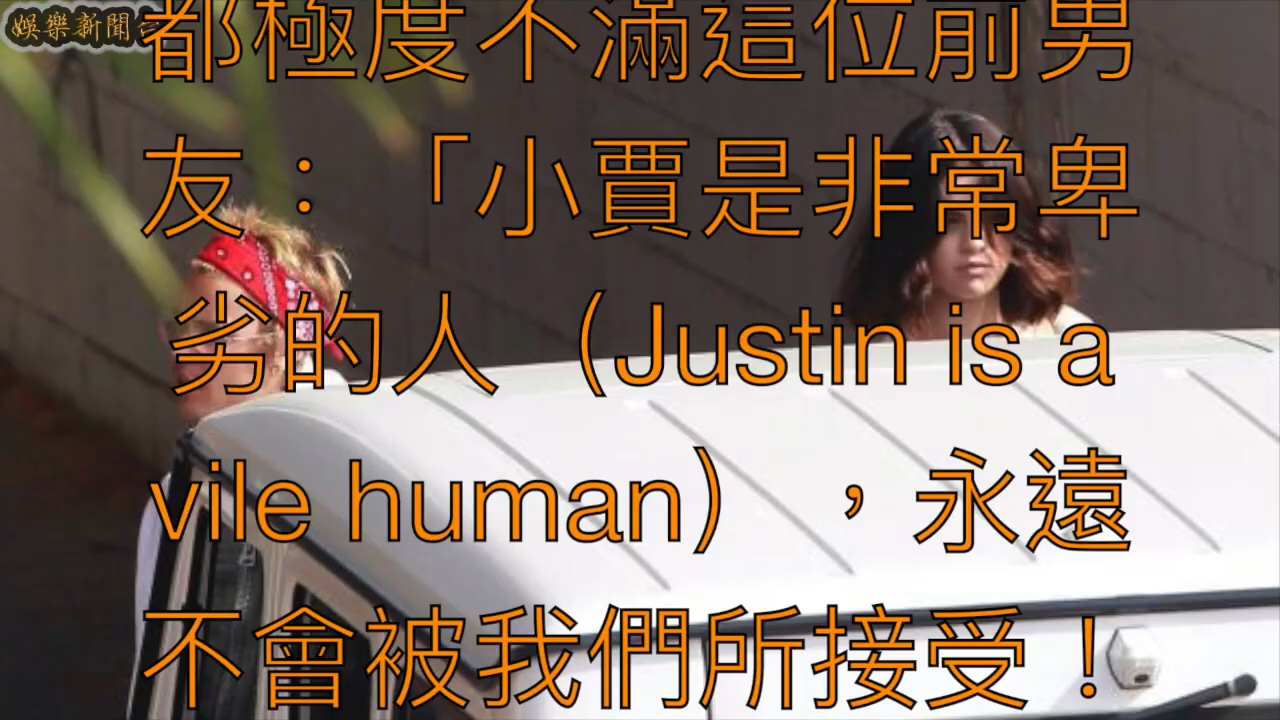 娛樂新聞台
都極度不滿這位前男
友：「小賈是非常卑
劣的人（Justin is a
vile human），永遠
不會被我們所接受！